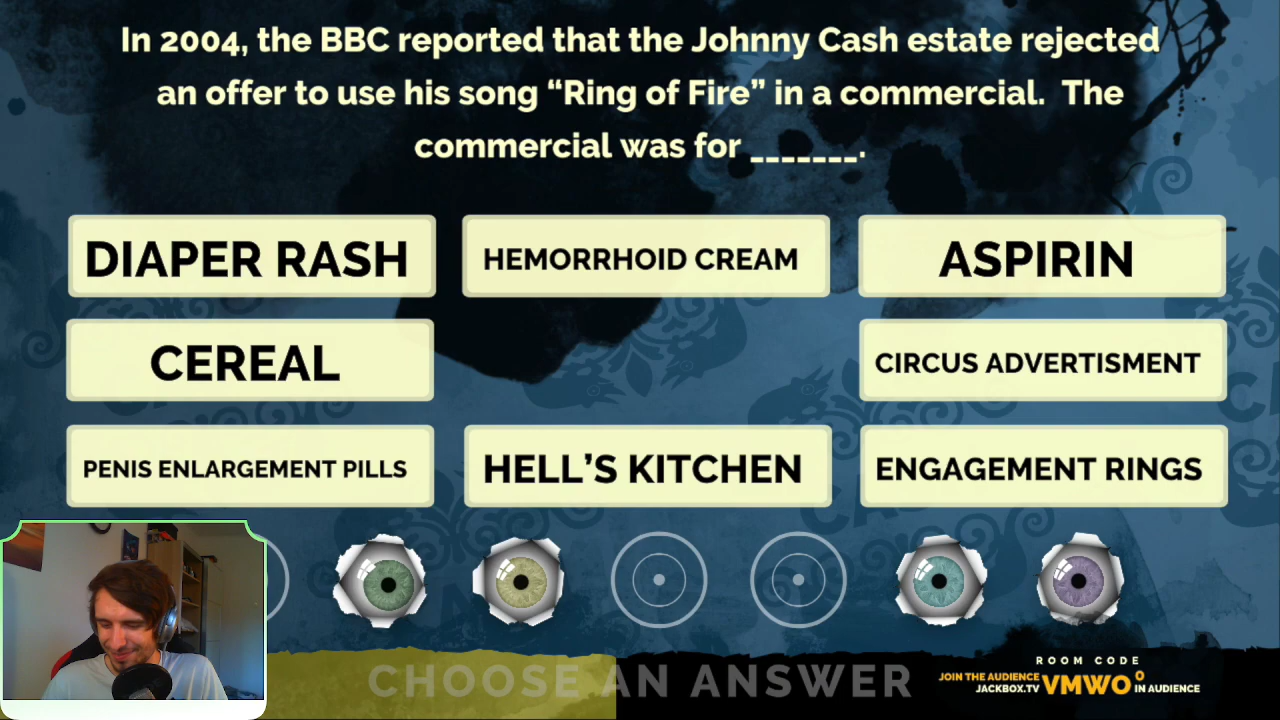 In 2004, the BBC reported that the Johnny Cash estate rejected
an offer to use his song “Ring of Fire” in a commercial.  The
commercial was for _______.
DIAPER RASH
HEMORRHOID CREAM
ASPIRIN
CEREAL
CIRCUS ADVERTISMENT
PENIS ENLARGEMENT PILLS
HELL’S KITCHEN
ENGAGEMENT RINGS
CHOOSE AN ANSWER
ROOM CODE
JOIN THE AUDIENCE
JACKBOX.TV
VMWO
0
IN AUDIENCE